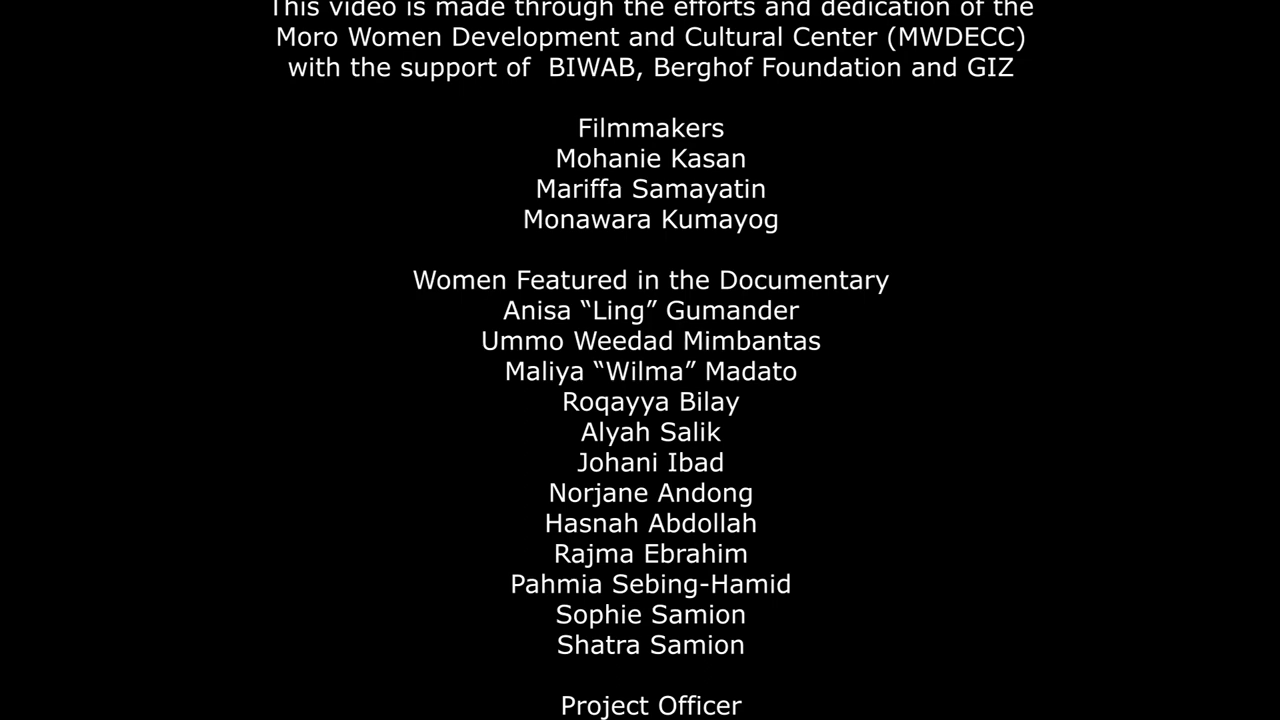 This video is made through the efforts and dedication of the
Moro Women Development and Cultural Center (MWDECC)
with the support of  BIWAB, Berghof Foundation and GIZ
Filmmakers
Mohanie Kasan
Mariffa Samayatin
Monawara Kumayog
Women Featured in the Documentary
Anisa “Ling” Gumander
Ummo Weedad Mimbantas
Maliya “Wilma” Madato
Roqayya Bilay
Alyah Salik
Johani Ibad
Norjane Andong
Hasnah Abdollah
Rajma Ebrahim
Pahmia Sebing-Hamid
Sophie Samion
Shatra Samion
Project Officer